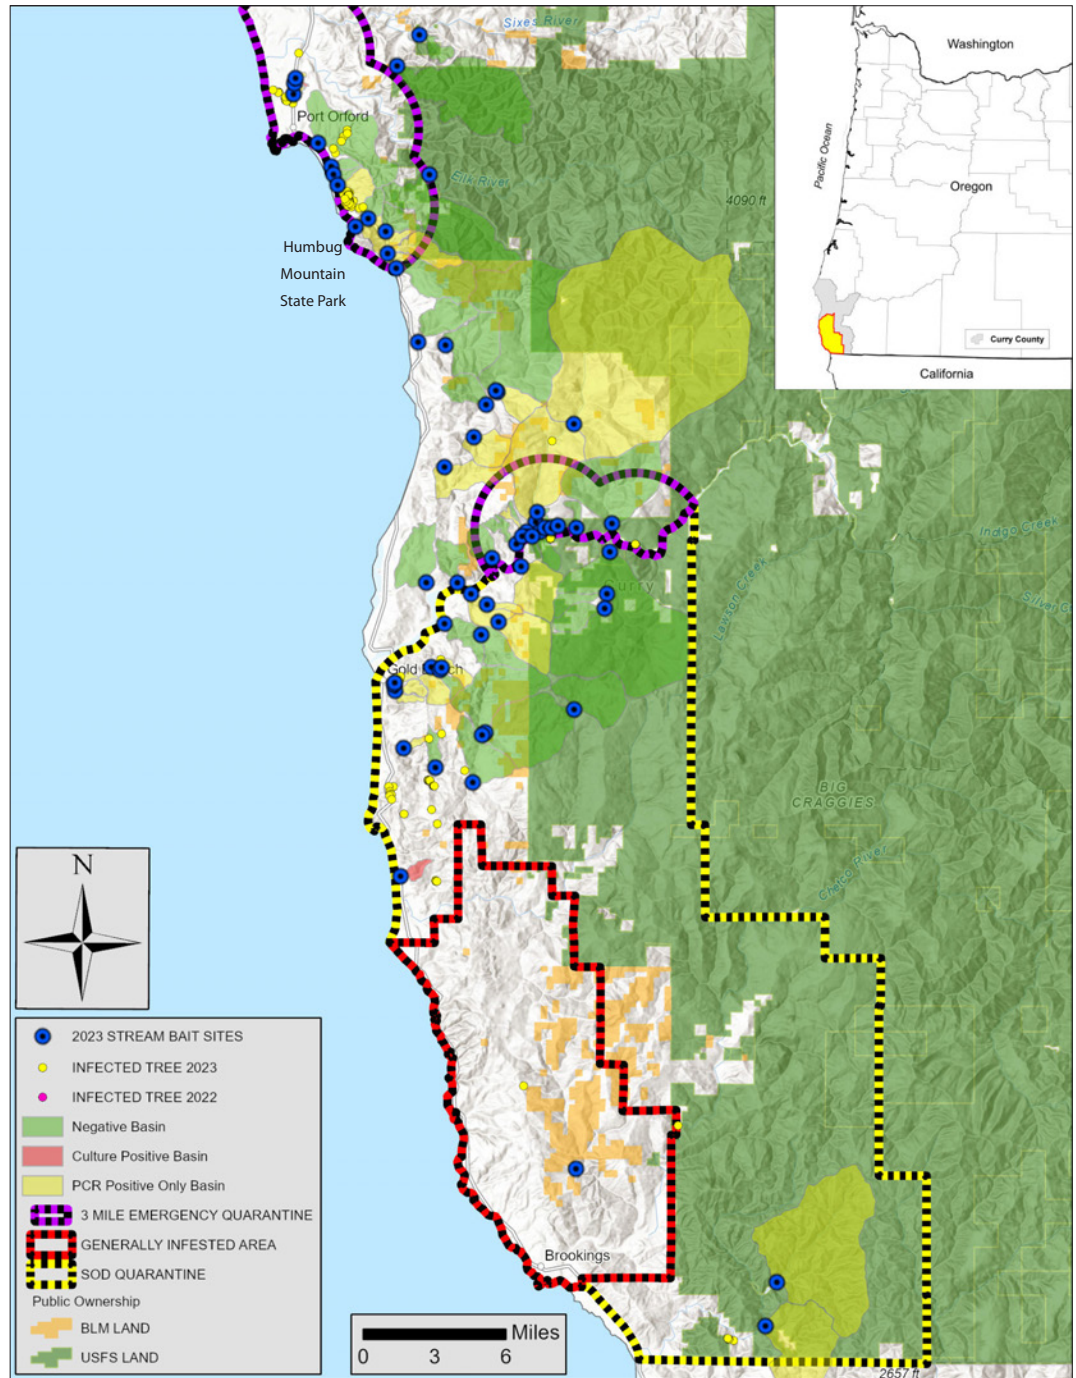 Sixes River
Port Orford
Elk River
4090 ft
Humbug
Mountain
State Park
Washington
Pacific Ocean
Oregon
Curry County
California
Indigo Creek
Lawson Creek
Curry
BIG
CRAGGIES
Chetco River
Brookings
2657 ft
N
2023 STREAM BAIT SITES
INFECTED TREE 2023
INFECTED TREE 2022
Negative Basin
Culture Positive Basin
PCR Positive Only Basin
3 MILE EMERGENCY QUARANTINE
GENERALLY INFESTED AREA
SOD QUARANTINE
Public Ownership
BLM LAND
USFS LAND
Miles
0 3 6